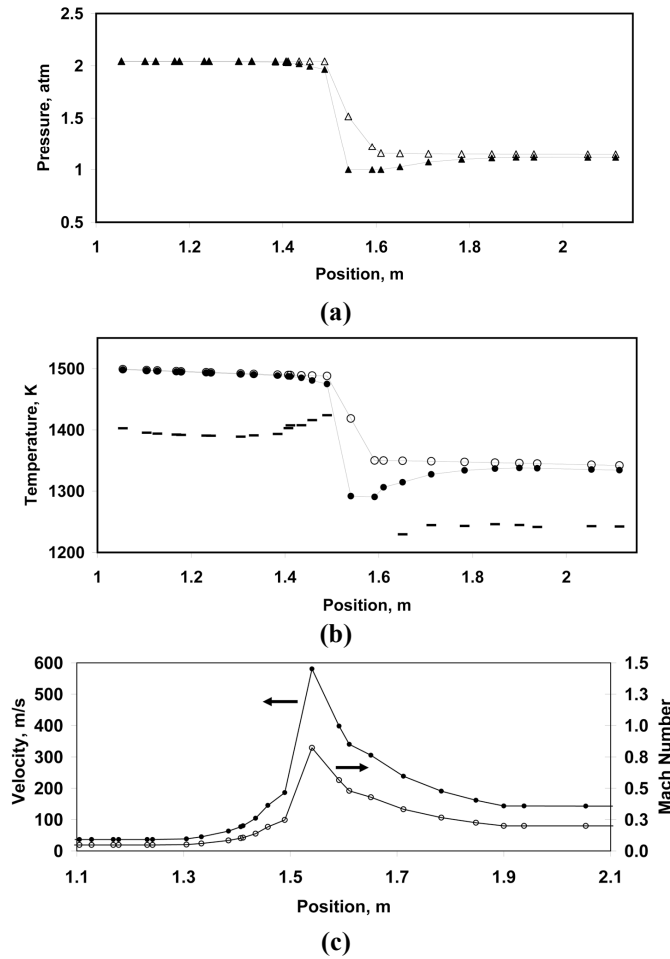 2.5
2
1.5
1
0.5
Pressure, atm
1 1.2 1.4 1.6 1.8 2
Position, m
(a)
1500
1400
1300
1200
Temperature, K
1 1.2 1.4 1.6 1.8 2
Position, m
(b)
600
500
400
300
200
100
0
Velocity, m/s
1.5
1.3
1.0
0.8
0.5
0.3
0.0
Mach Number
1.1 1.3 1.5 1.7 1.9 2.1
Position, m
(c)